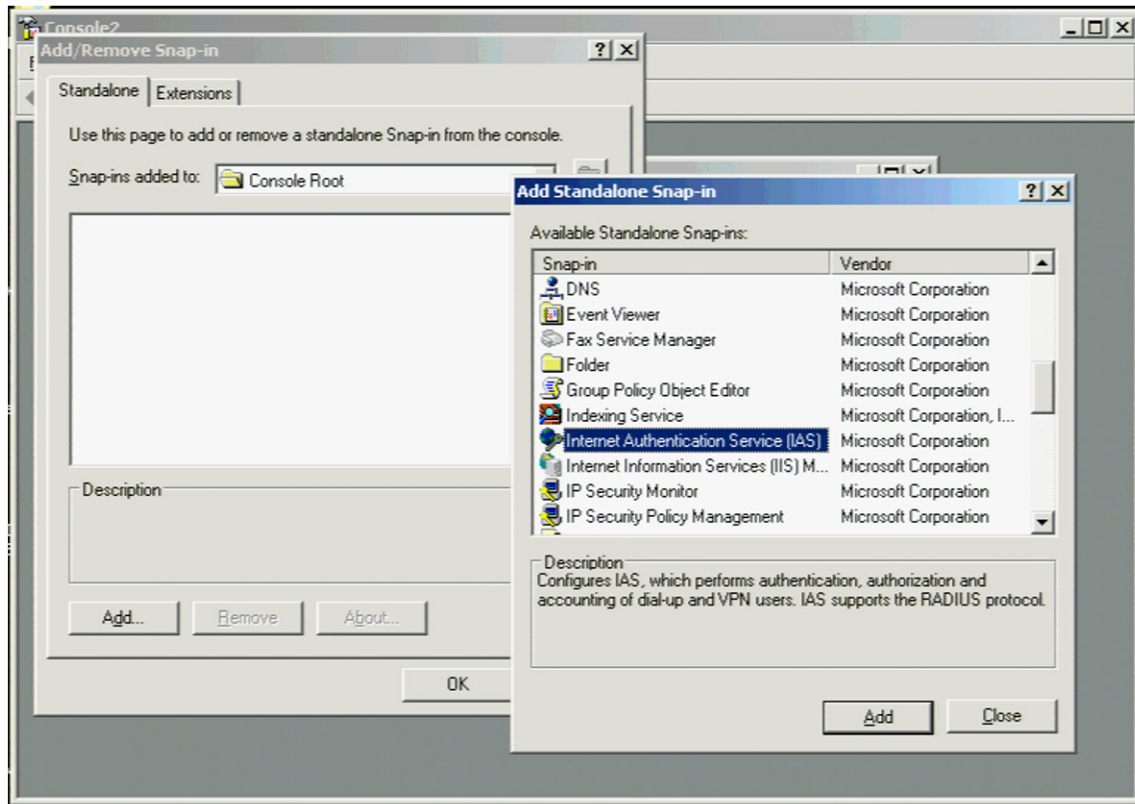 Console2
Add/Remove Snap-in
Standalone
Extensions
Use this page to add or remove a standalone Snap-in from the console.
Snap-ins added to:
Console Root
Description
Add...
Remove
About...
OK
Add Standalone Snap-in
Available Standalone Snap-ins:
Snap-in Vendor
DNS Microsoft Corporation
Event Viewer Microsoft Corporation
Fax Service Manager Microsoft Corporation
Folder Microsoft Corporation
Group Policy Object Editor Microsoft Corporation
Indexing Service Microsoft Corporation, I...
Internet Authentication Service (IAS) Microsoft Corporation
Internet Information Services (IIS) M... Microsoft Corporation
IP Security Monitor Microsoft Corporation
IP Security Policy Management Microsoft Corporation
Description
Configures IAS, which performs authentication, authorization and
accounting of dial-up and VPN users. IAS supports the RADIUS protocol.
Add
Close